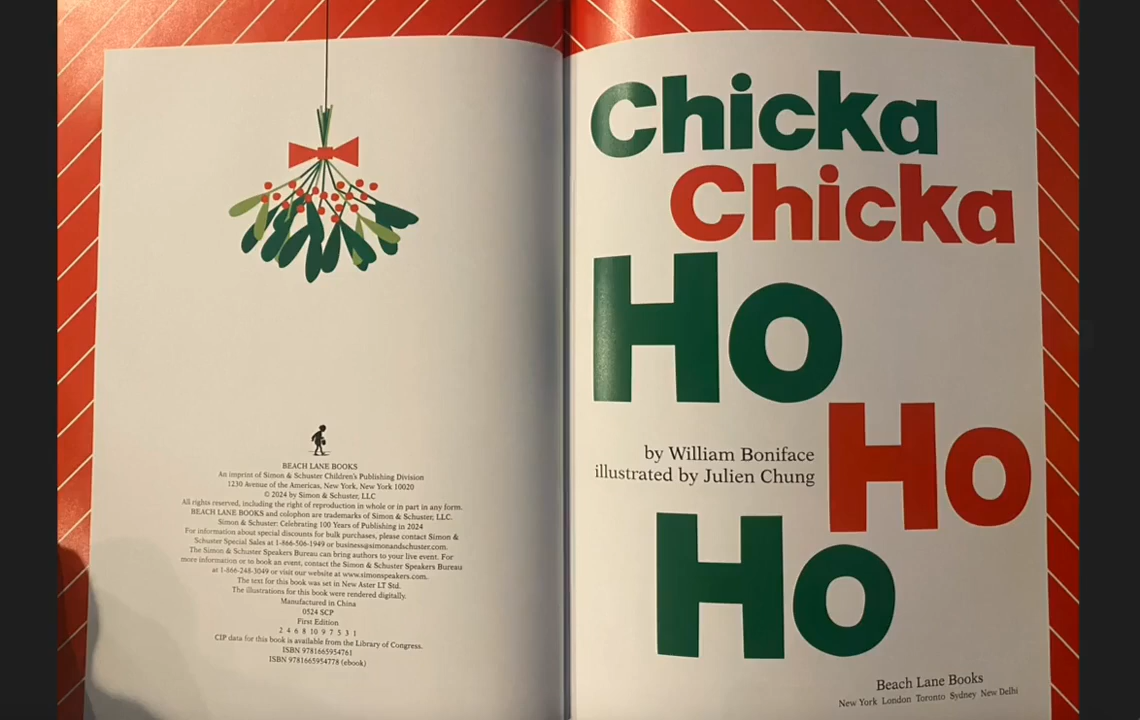 BEACH LANE BOOKS
An imprint of Simon & Schuster Children's Publishing Division
1230 Avenue of the Americas, New York, New York 10020
© 2024 by Simon & Schuster, LLC
All rights reserved, including the right of reproduction in whole or in part in any form.
BEACH LANE BOOKS and colophon are trademarks of Simon & Schuster, LLC.
Simon & Schuster: Celebrating 100 Years of Publishing in 2024
For information about special discounts for bulk purchases, please contact Simon &
Schuster Special Sales at 1-866-506-1949 or business@simonandschuster.com.
The Simon & Schuster Speakers Bureau can bring authors to your live event. For
more information or to book an event, contact the Simon & Schuster Speakers Bureau
at 1-866-248-3049 or visit our website at www.simonspeakers.com.
The text for this book was set in New Aster LT Std.
The illustrations for this book were rendered digitally.
Manufactured in China
0524 SCP
First Edition
2 4 6 8 10 9 7 5 3 1
CIP data for this book is available from the Library of Congress.
ISBN 9781665954761
ISBN 9781665954778 (ebook)
Chicka
Chicka
Ho
Ho
by William Boniface
illustrated by Julien Chung
Ho
Beach Lane Books
New York London Toronto Sydney New Delhi